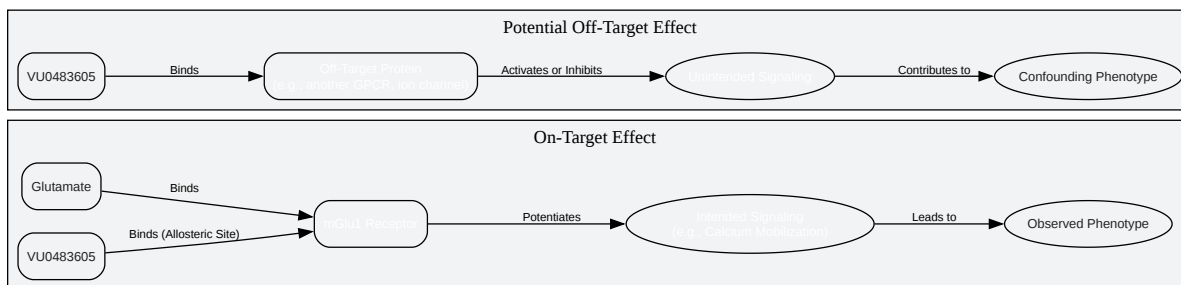 Potential Off-Target Effect
VU0483605
Binds
Off-Target Protein
(e.g., another GPCR, ion channel)
Activates or Inhibits
Unintended Signaling
Contributes to
Confounding Phenotype
On-Target Effect
Glutamate
Binds
VU0483605
Binds (Allosteric Site)
mGlu1 Receptor
Potentiates
Intended Signaling
(e.g., Calcium Mobilization)
Leads to
Observed Phenotype